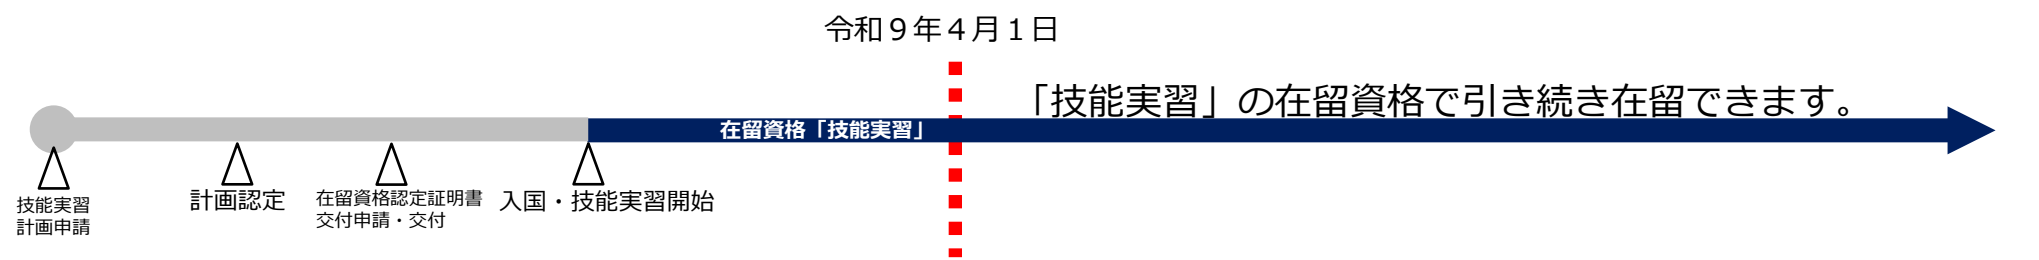 令和９年４月１日
「技能実習」の在留資格で引き続き在留できます。
在留資格「技能実習」
技能実習
計画申請
計画認定
在留資格認定証明書
交付申請・交付
入国・技能実習開始